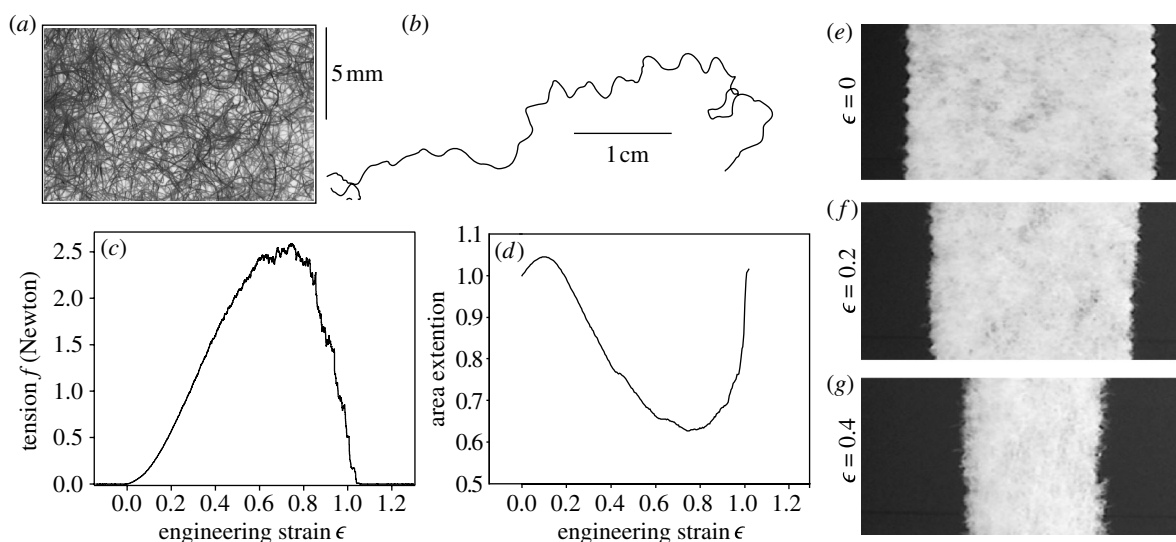 (a)
5 mm
(b)
1 cm
(c)
tension f (Newton)
2.5
2.0
1.5
1.0
0.5
0.0
0.0 0.2 0.4 0.6 0.8 1.0 1.2
engineering strain ϵ
(d)
area extention
1.1
1.0
0.9
0.8
0.7
0.6
0.5
0.0 0.2 0.4 0.6 0.8 1.0 1.2
engineering strain ϵ
(e)
ϵ = 0
(f)
ϵ = 0.2
(g)
ϵ = 0.4